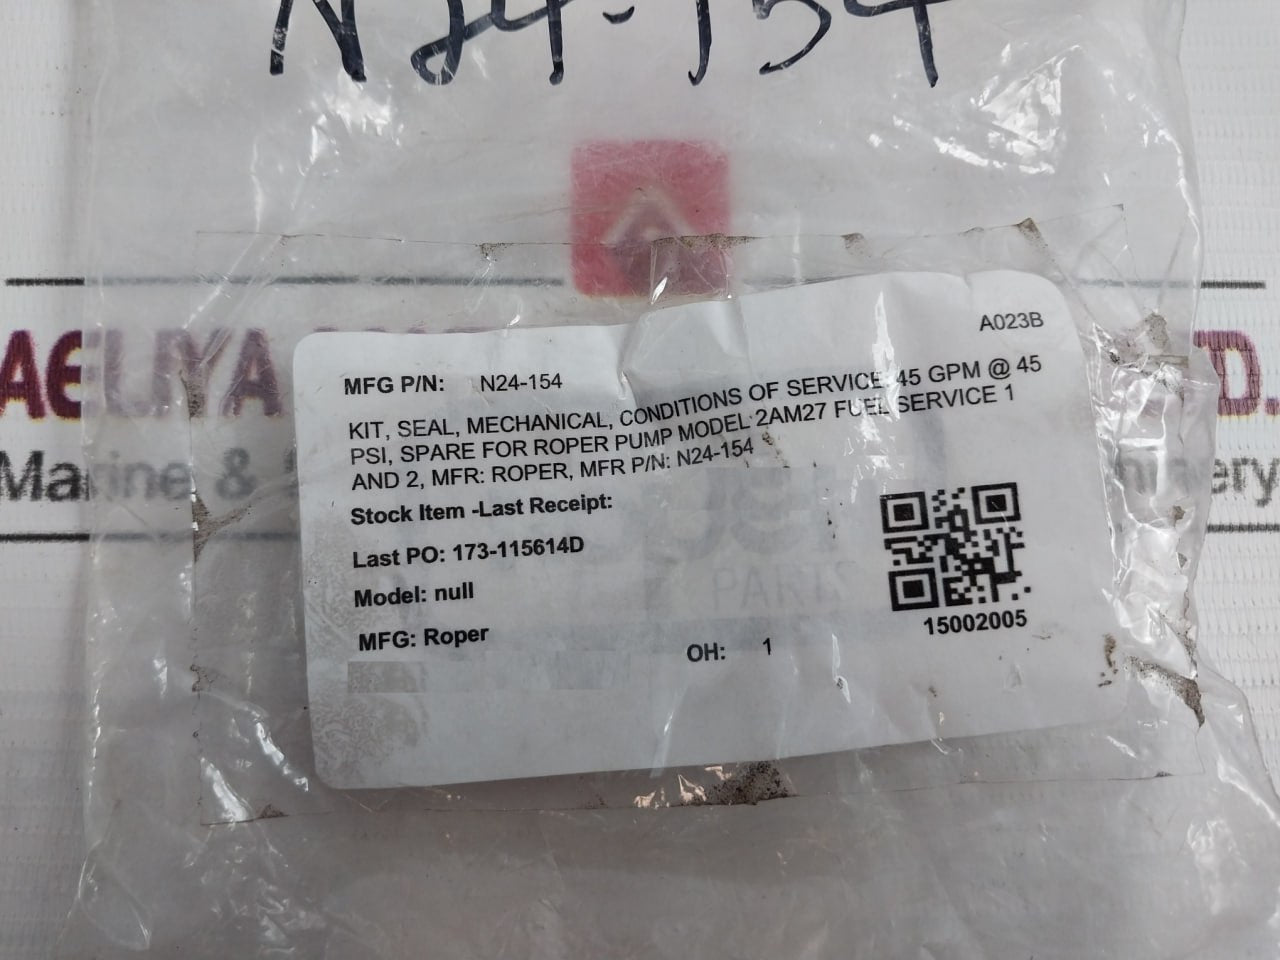 N24-154
AELIYA TD.
Marine & hinery
A023B
MFG P/N: N24-154
KIT, SEAL, MECHANICAL, CONDITIONS OF SERVICE: 45 GPM @ 45
PSI, SPARE FOR ROPER PUMP MODEL 2AM27 FUEL SERVICE 1
AND 2, MFR: ROPER, MFR P/N: N24-154
Stock Item -Last Receipt:
Last PO: 173-115614D
PARTS
Model: null
15002005
MFG: Roper
OH: 1